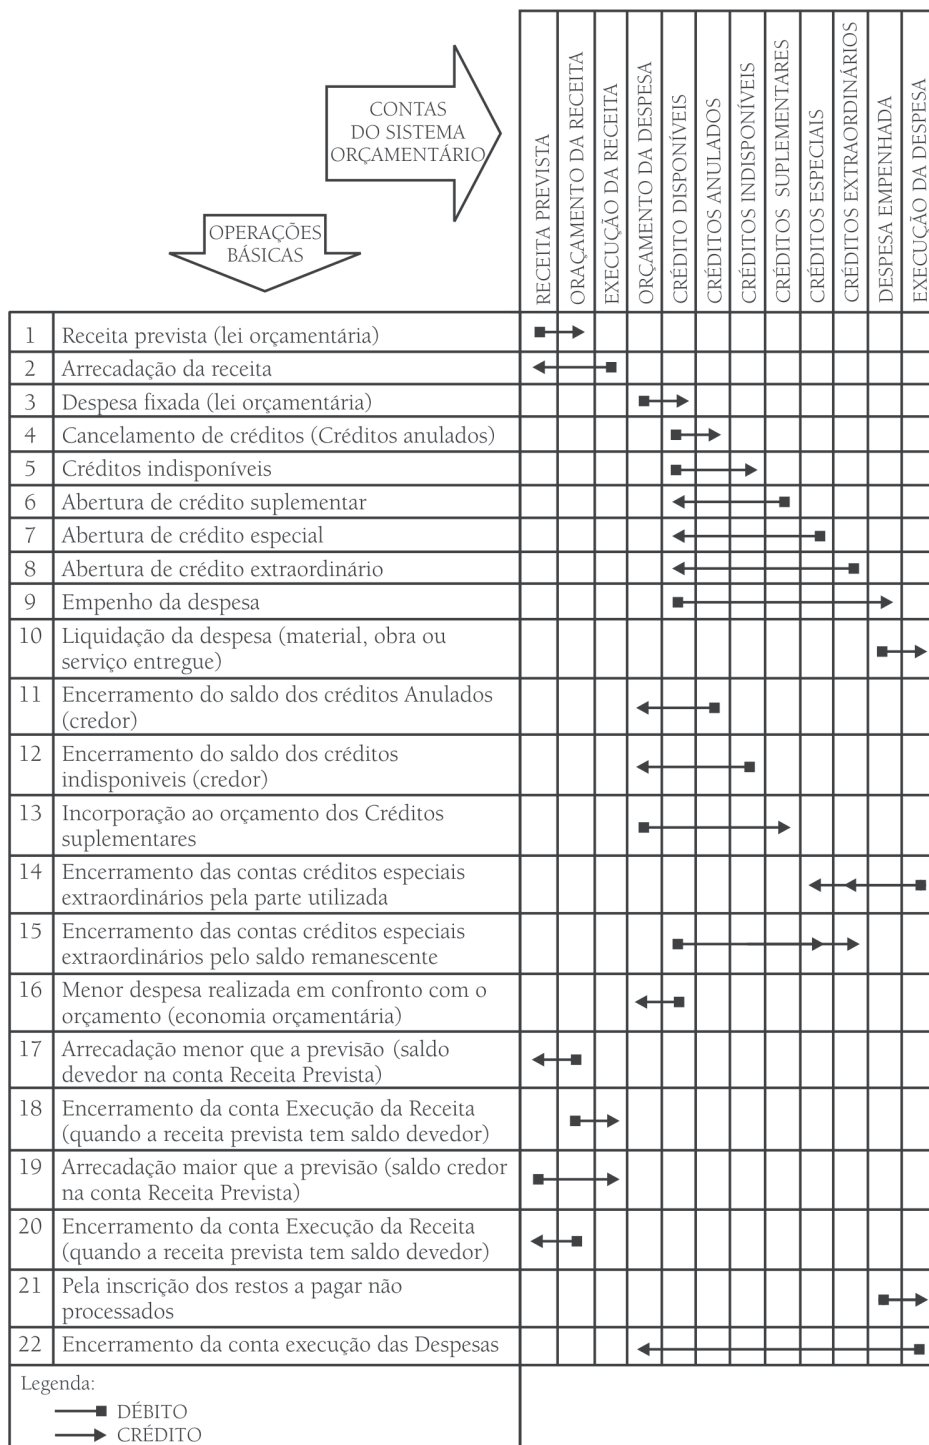 CONTAS
DO SISTEMA
ORÇAMENTÁRIO
OPERAÇÕES
BÁSICAS
RECEITA PREVISTA
ORAÇAMENTO DA RECEITA
EXECUÇÃO DA RECEITA
ORÇAMENTO DA DESPESA
CRÉDITO DISPONÍVEIS
CRÉDITOS ANULADOS
CRÉDITOS INDISPONÍVEIS
CRÉDITOS SUPLEMENTARES
CRÉDITOS ESPECIAIS
CRÉDITOS EXTRAORDINÁRIOS
DESPESA EMPENHADA
EXECUÇÃO DA DESPESA
1 Receita prevista (lei orçamentária)
2 Arrecadação da receita
3 Despesa fixada (lei orçamentária)
4 Cancelamento de créditos (Créditos anulados)
5 Créditos indisponíveis
6 Abertura de crédito suplementar
7 Abertura de crédito especial
8 Abertura de crédito extraordinário
9 Empenho da despesa
10 Liquidação da despesa (material, obra ou
serviço entregue)
11 Encerramento do saldo dos créditos Anulados
(credor)
12 Encerramento do saldo dos créditos
indisponiveis (credor)
13 Incorporação ao orçamento dos Créditos
suplementares
14 Encerramento das contas créditos especiais
extraordinários pela parte utilizada
15 Encerramento das contas créditos especiais
extraordinários pelo saldo remanescente
16 Menor despesa realizada em confronto com o
orçamento (economia orçamentária)
17 Arrecadação menor que a previsão (saldo
devedor na conta Receita Prevista)
18 Encerramento da conta Execução da Receita
(quando a receita prevista tem saldo devedor)
19 Arrecadação maior que a previsão (saldo credor
na conta Receita Prevista)
20 Encerramento da conta Execução da Receita
(quando a receita prevista tem saldo devedor)
21 Pela inscrição dos restos a pagar não
processados
22 Encerramento da conta execução das Despesas
Legenda:
DÉBITO
CRÉDITO